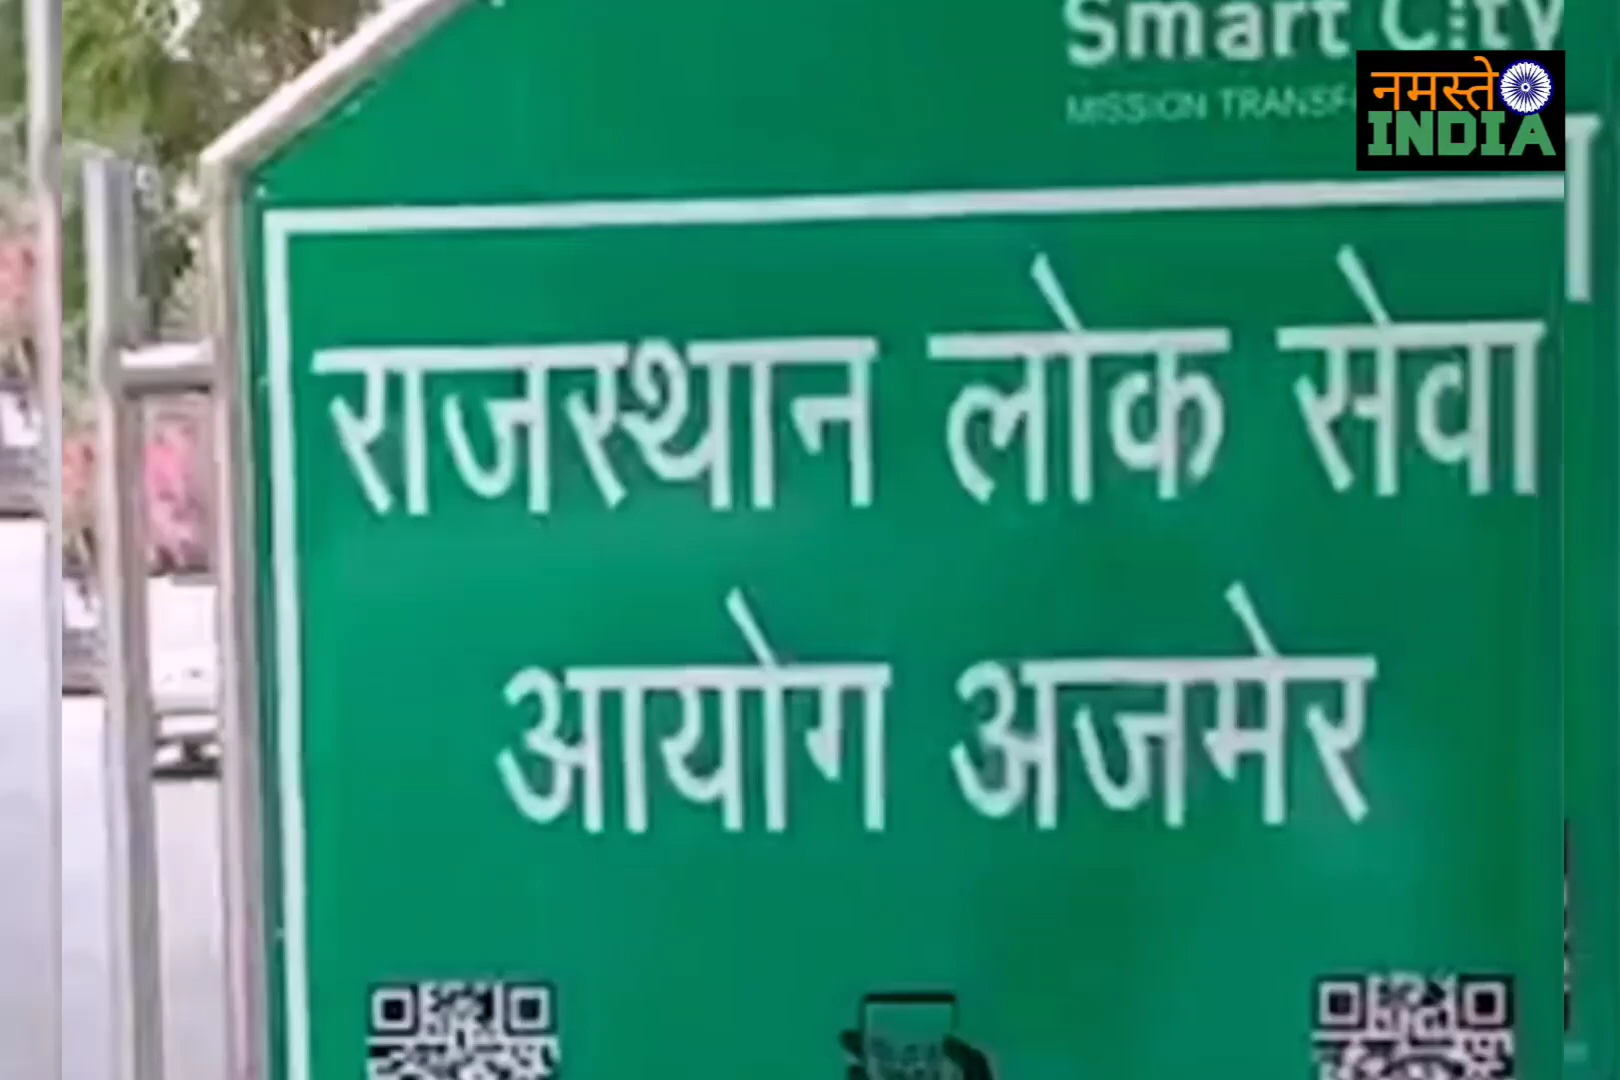 Smart City
MISSION TRANSF
नमस्ते
INDIA
राजस्थान लोक सेवा
आयोग अजमेर